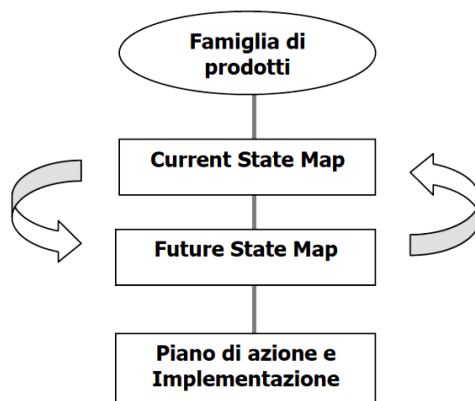 Famiglia di
prodotti
Current State Map
Future State Map
Piano di azione e
Implementazione